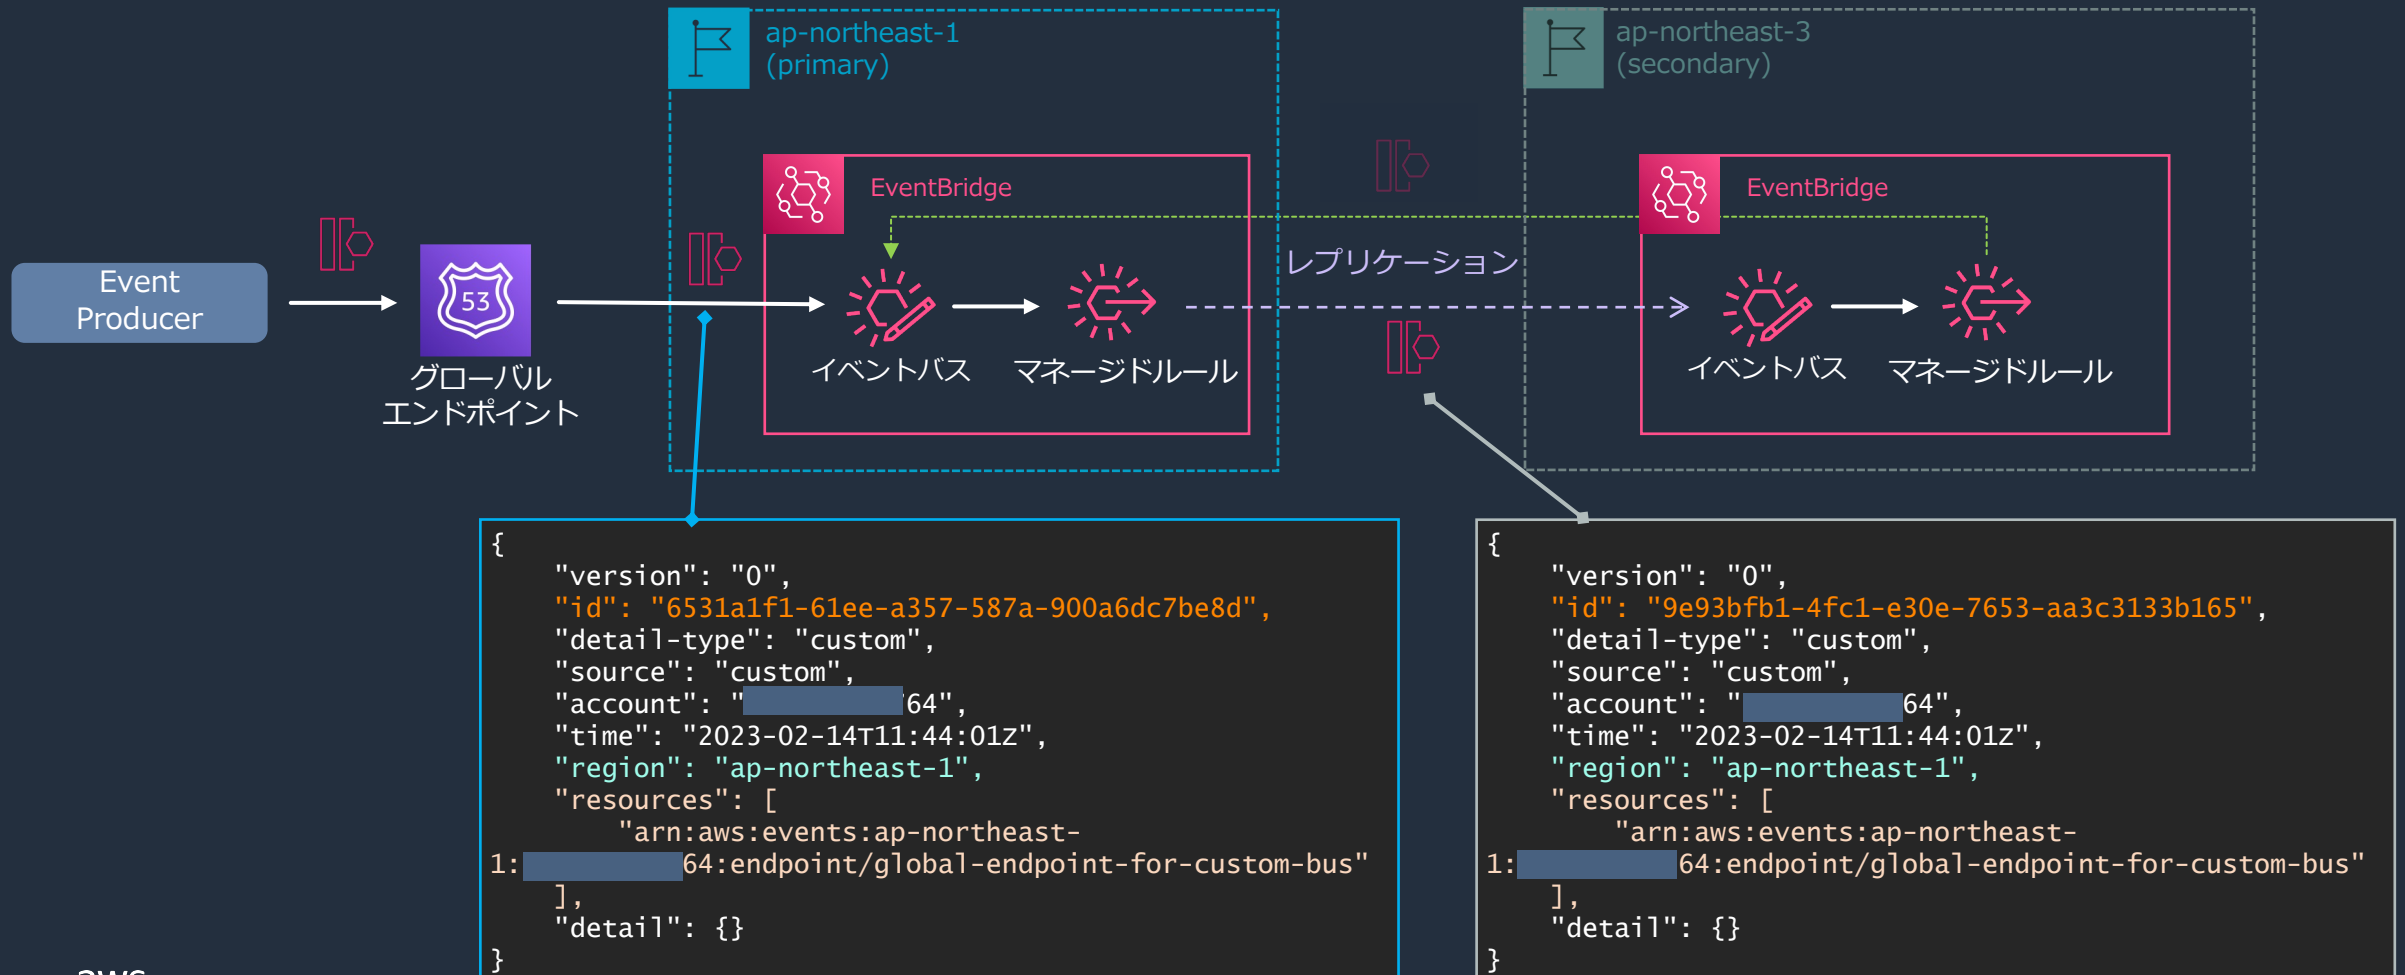 ap-northeast-1
(primary)
ap-northeast-3
(secondary)
EventBridge
EventBridge
レプリケーション
Event
Producer
53
グローバル
エンドポイント
イベントバス
マネージドルール
イベントバス
マネージドルール
{
"version": "0",
"id": "6531a1f1-61ee-a357-587a-900a6dc7be8d",
"detail-type": "custom",
"source": "custom",
"account": "64",
"time": "2023-02-14T11:44:01Z",
"region": "ap-northeast-1",
"resources": [
"arn:aws:events:ap-northeast-
1:64:endpoint/global-endpoint-for-custom-bus"
],
"detail": {}
}
{
"version": "0",
"id": "9e93bfb1-4fc1-e30e-7653-aa3c3133b165",
"detail-type": "custom",
"source": "custom",
"account": "64",
"time": "2023-02-14T11:44:01Z",
"region": "ap-northeast-1",
"resources": [
"arn:aws:events:ap-northeast-
1:64:endpoint/global-endpoint-for-custom-bus"
],
"detail": {}
}
aws